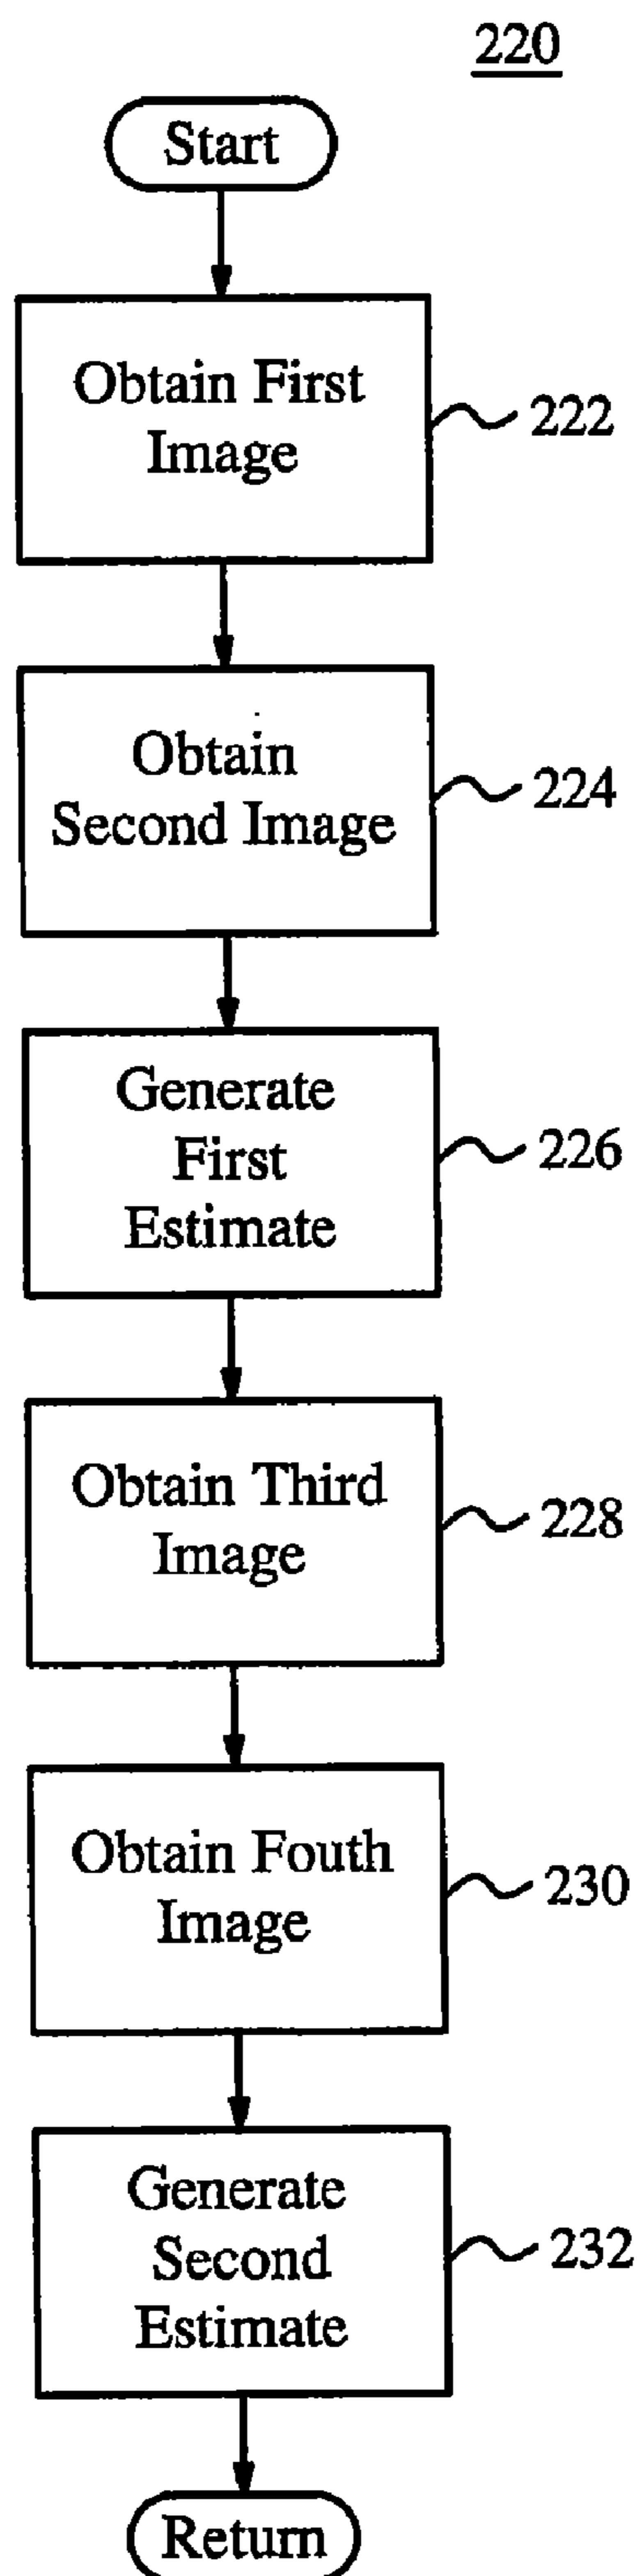 220
Start
Obtain First
Image
222
Obtain
Second Image
224
Generate
First
Estimate
226
Obtain Third
Image
228
Obtain Fouth
Image
230
Generate
Second
Estimate
232
Return